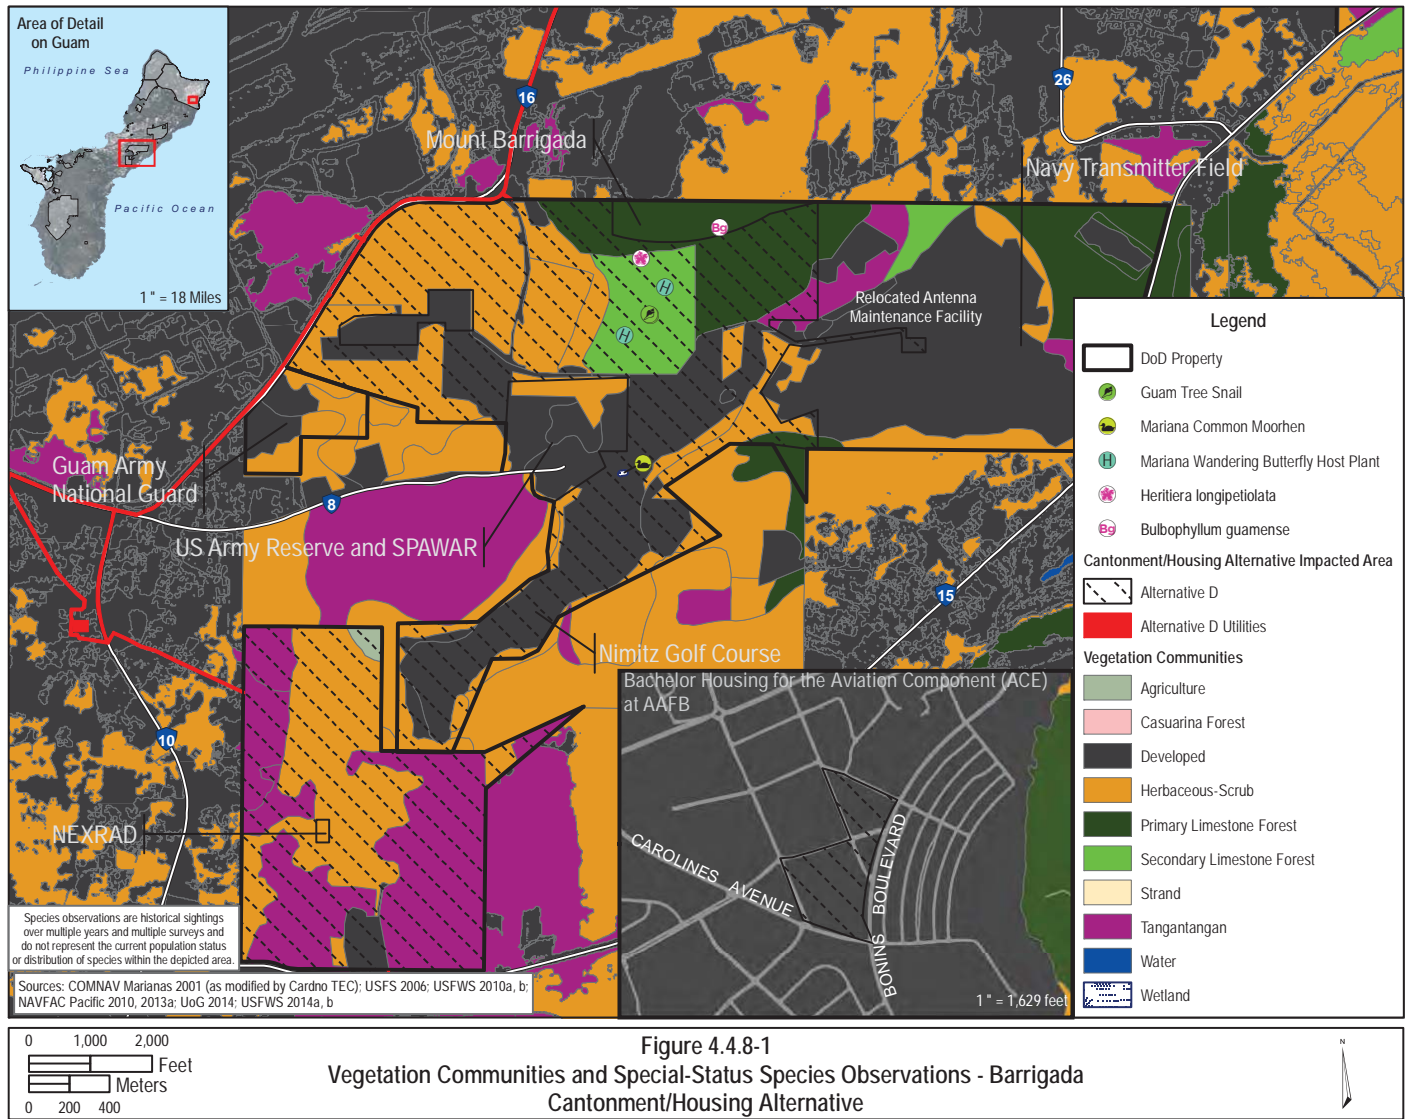 Area of Detail
on Guam
Philippine Sea
Pacific Ocean
1 " = 18 Miles
16
26
Mount Barrigada
Navy Transmitter Field
Bg
H
H
Relocated Antenna
Maintenance Facility
Guam Army
National Guard
8
US Army Reserve and SPAWAR
15
Nimitz Golf Course
10
NEXRAD
Bachelor Housing for the Aviation Component (ACE)
at AAFB
CAROLINES AVENUE
BONINS BOULEVARD
1 " = 1,629 feet
Legend
DoD Property
Guam Tree Snail
Mariana Common Moorhen
H Mariana Wandering Butterfly Host Plant
Heritiera longipetiolata
Bg Bulbophyllum guamense
Cantonment/Housing Alternative Impacted Area
Alternative D
Alternative D Utilities
Vegetation Communities
Agriculture
Casuarina Forest
Developed
Herbaceous-Scrub
Primary Limestone Forest
Secondary Limestone Forest
Strand
Tangantangan
Water
Wetland
Species observations are historical sightings
over multiple years and multiple surveys and
do not represent the current population status
or distribution of species within the depicted area.
Sources: COMNAV Marianas 2001 (as modified by Cardno TEC); USFS 2006; USFWS 2010a, b;
NAVFAC Pacific 2010, 2013a; UoG 2014; USFWS 2014a, b
0 1,000 2,000
Feet
Meters
0 200 400
Figure 4.4.8-1
Vegetation Communities and Special-Status Species Observations - Barrigada
Cantonment/Housing Alternative
N